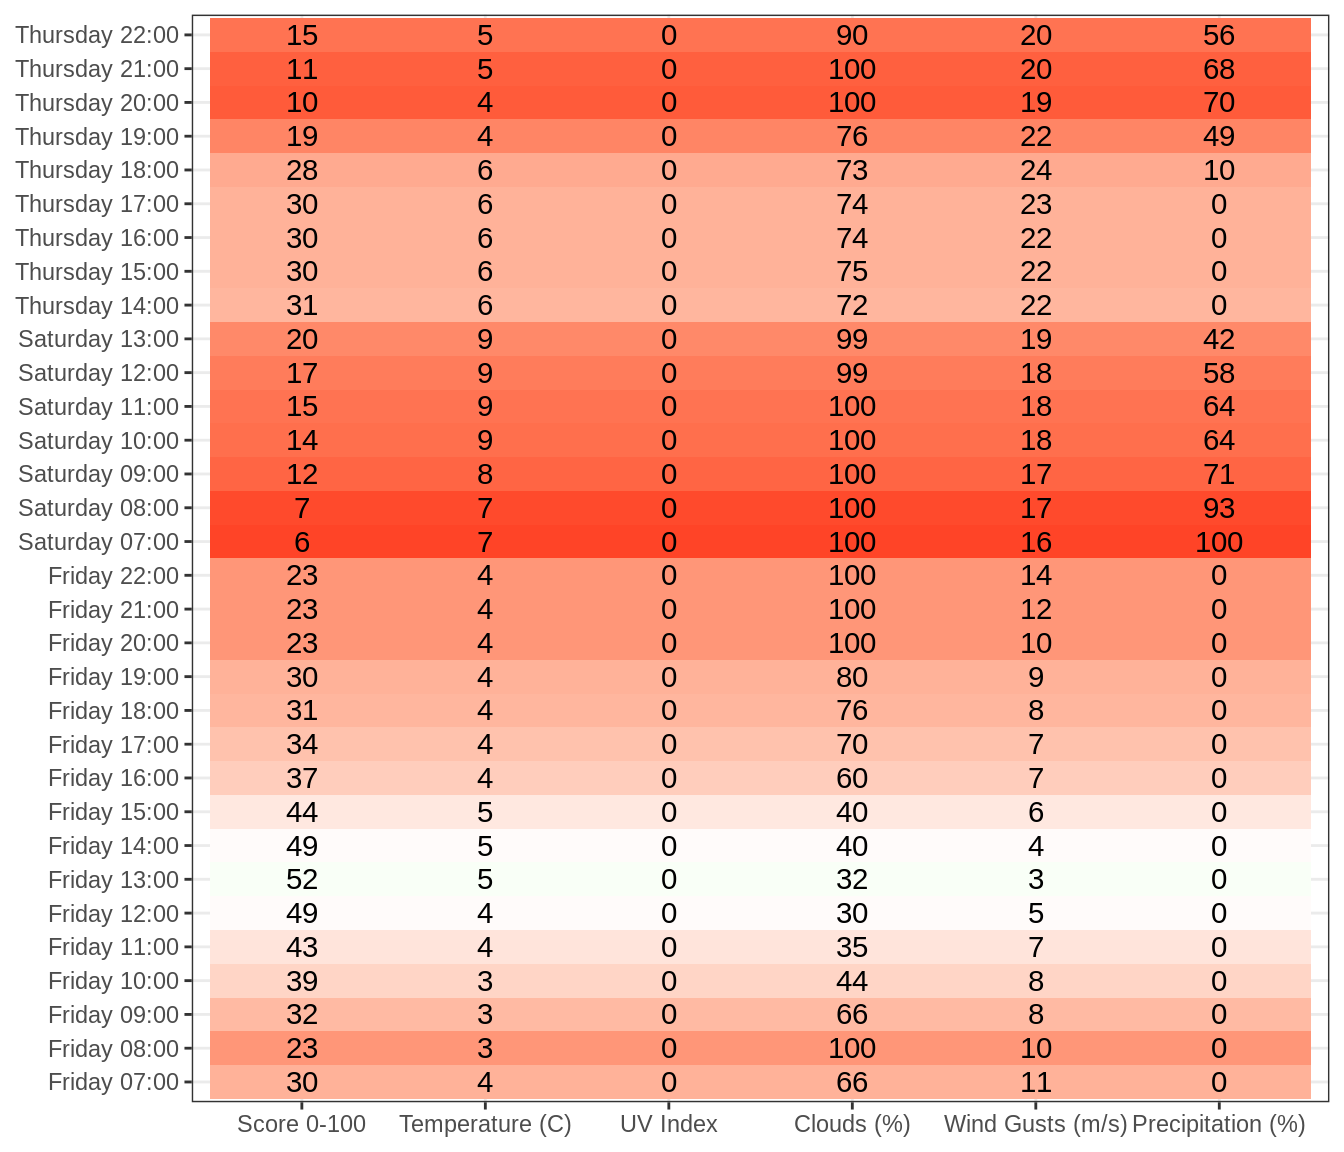 Thursday 22:00 15 5 0 90 20 56
Thursday 21:00 11 5 0 100 20 68
Thursday 20:00 10 4 0 100 19 70
Thursday 19:00 19 4 0 76 22 49
Thursday 18:00 28 6 0 73 24 10
Thursday 17:00 30 6 0 74 23 0
Thursday 16:00 30 6 0 74 22 0
Thursday 15:00 30 6 0 75 22 0
Thursday 14:00 31 6 0 72 22 0
Saturday 13:00 20 9 0 99 19 42
Saturday 12:00 17 9 0 99 18 58
Saturday 11:00 15 9 0 100 18 64
Saturday 10:00 14 9 0 100 18 64
Saturday 09:00 12 8 0 100 17 71
Saturday 08:00 7 7 0 100 17 93
Saturday 07:00 6 7 0 100 16 100
Friday 22:00 23 4 0 100 14 0
Friday 21:00 23 4 0 100 12 0
Friday 20:00 23 4 0 100 10 0
Friday 19:00 30 4 0 80 9 0
Friday 18:00 31 4 0 76 8 0
Friday 17:00 34 4 0 70 7 0
Friday 16:00 37 4 0 60 7 0
Friday 15:00 44 5 0 40 6 0
Friday 14:00 49 5 0 40 4 0
Friday 13:00 52 5 0 32 3 0
Friday 12:00 49 4 0 30 5 0
Friday 11:00 43 4 0 35 7 0
Friday 10:00 39 3 0 44 8 0
Friday 09:00 32 3 0 66 8 0
Friday 08:00 23 3 0 100 10 0
Friday 07:00 30 4 0 66 11 0
Score 0-100 Temperature (C) UV Index Clouds (%) Wind Gusts (m/s) Precipitation (%)